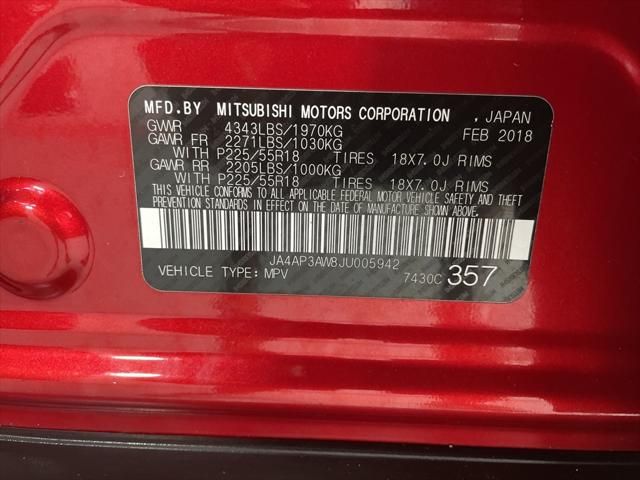 MFD.BY MITSUBISHI MOTORS CORPORATION , JAPAN
GVWR 4343LBS/1970KG FEB 2018
GAWR FR 2271LBS/1030KG
WITH P225/55R18 TIRES 18X7.0J RIMS
GAWR RR 2205LBS/1000KG
WITH P225/55R18 TIRES 18X7.0J RIMS
THIS VEHICLE CONFORMS TO ALL APPLICABLE FEDERAL MOTOR VEHICLE SAFETY AND THEFT
PREVENTION STANDARDS IN EFFECT ON THE DATE OF MANUFACTURE SHOWN ABOVE.
JA4AP3AW8JU005942
VEHICLE TYPE:MPV 7430C 357